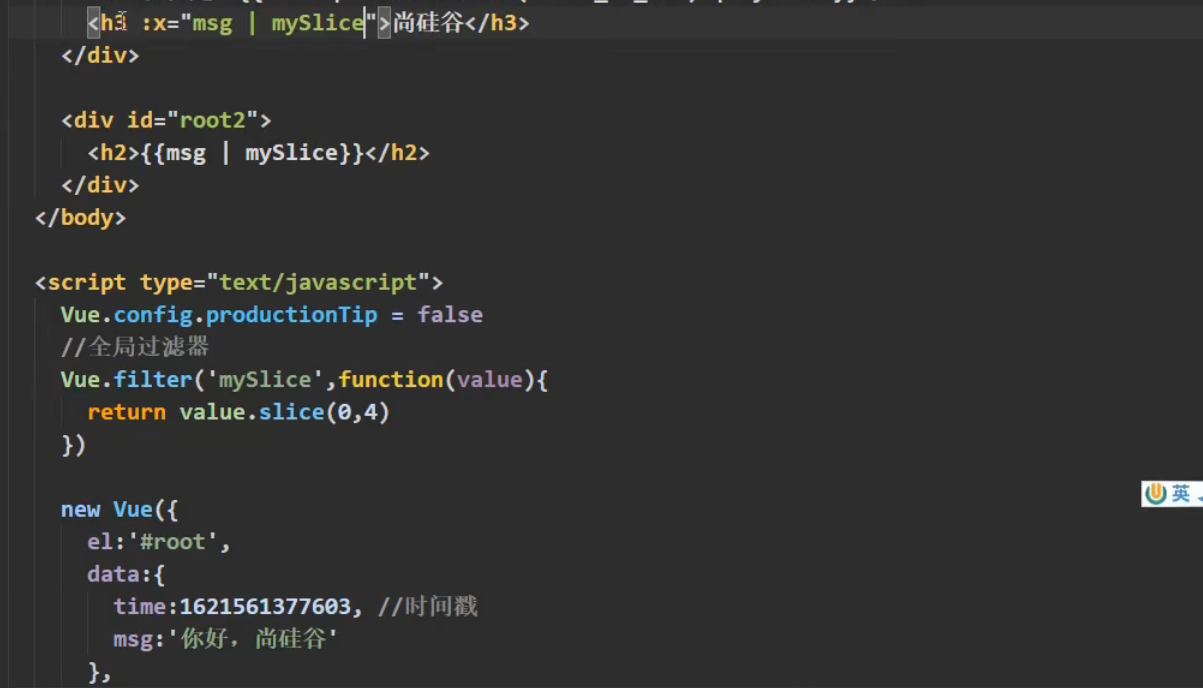 <h3 :x="msg | mySlice">尚硅谷</h3>
</div>
<div id="root2">
<h2>{{msg | mySlice}}</h2>
</div>
</body>
<script type="text/javascript">
Vue.config.productionTip = false
//全局过滤器
Vue.filter('mySlice',function(value){
return value.slice(0,4)
})
英
new Vue({
el:'#root',
data:{
time:1621561377603, //时间戳
msg:'你好，尚硅谷'
},